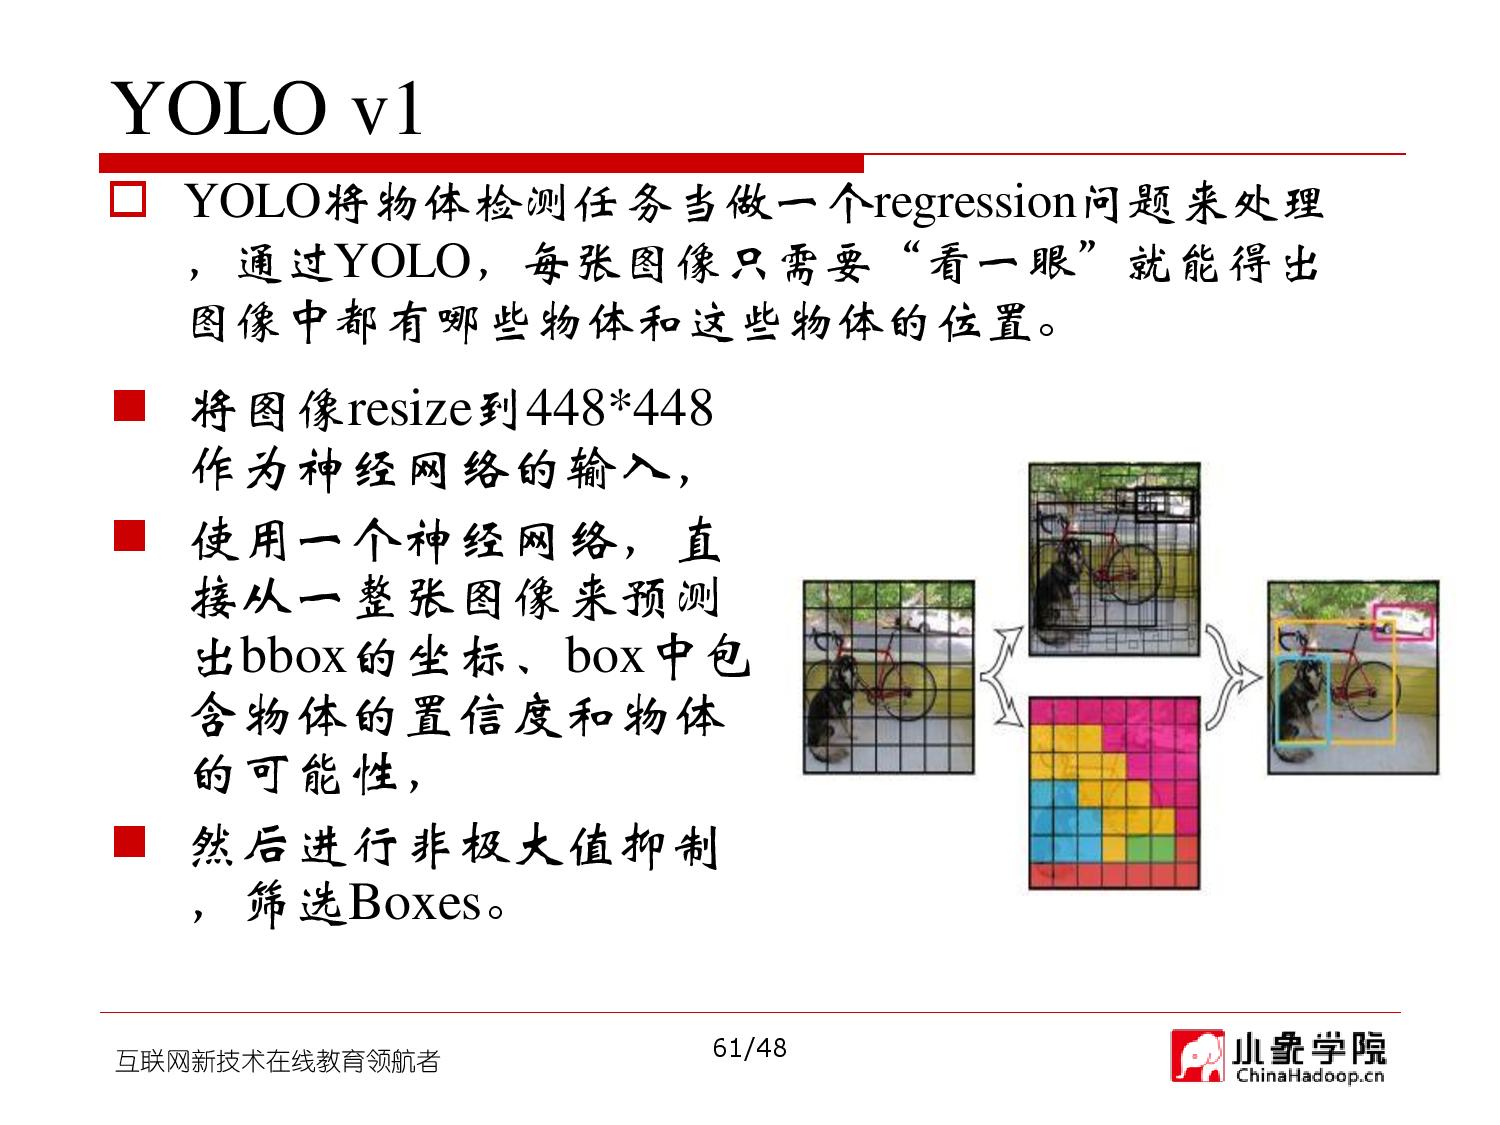 YOLO v1
YOLO将物体检测任务当做一个regression问题来处理
，通过YOLO，每张图像只需要“看一眼”就能得出
图像中都有哪些物体和这些物体的位置。
将图像resize到448*448
作为神经网络的输入，
使用一个神经网络，直
接从一整张图像来预测
出bbox的坐标、box中包
含物体的置信度和物体
的可能性，
然后进行非极大值抑制
，筛选Boxes。
互联网新技术在线教育领航者
61/48
小象学院
ChinaHadoop.cn